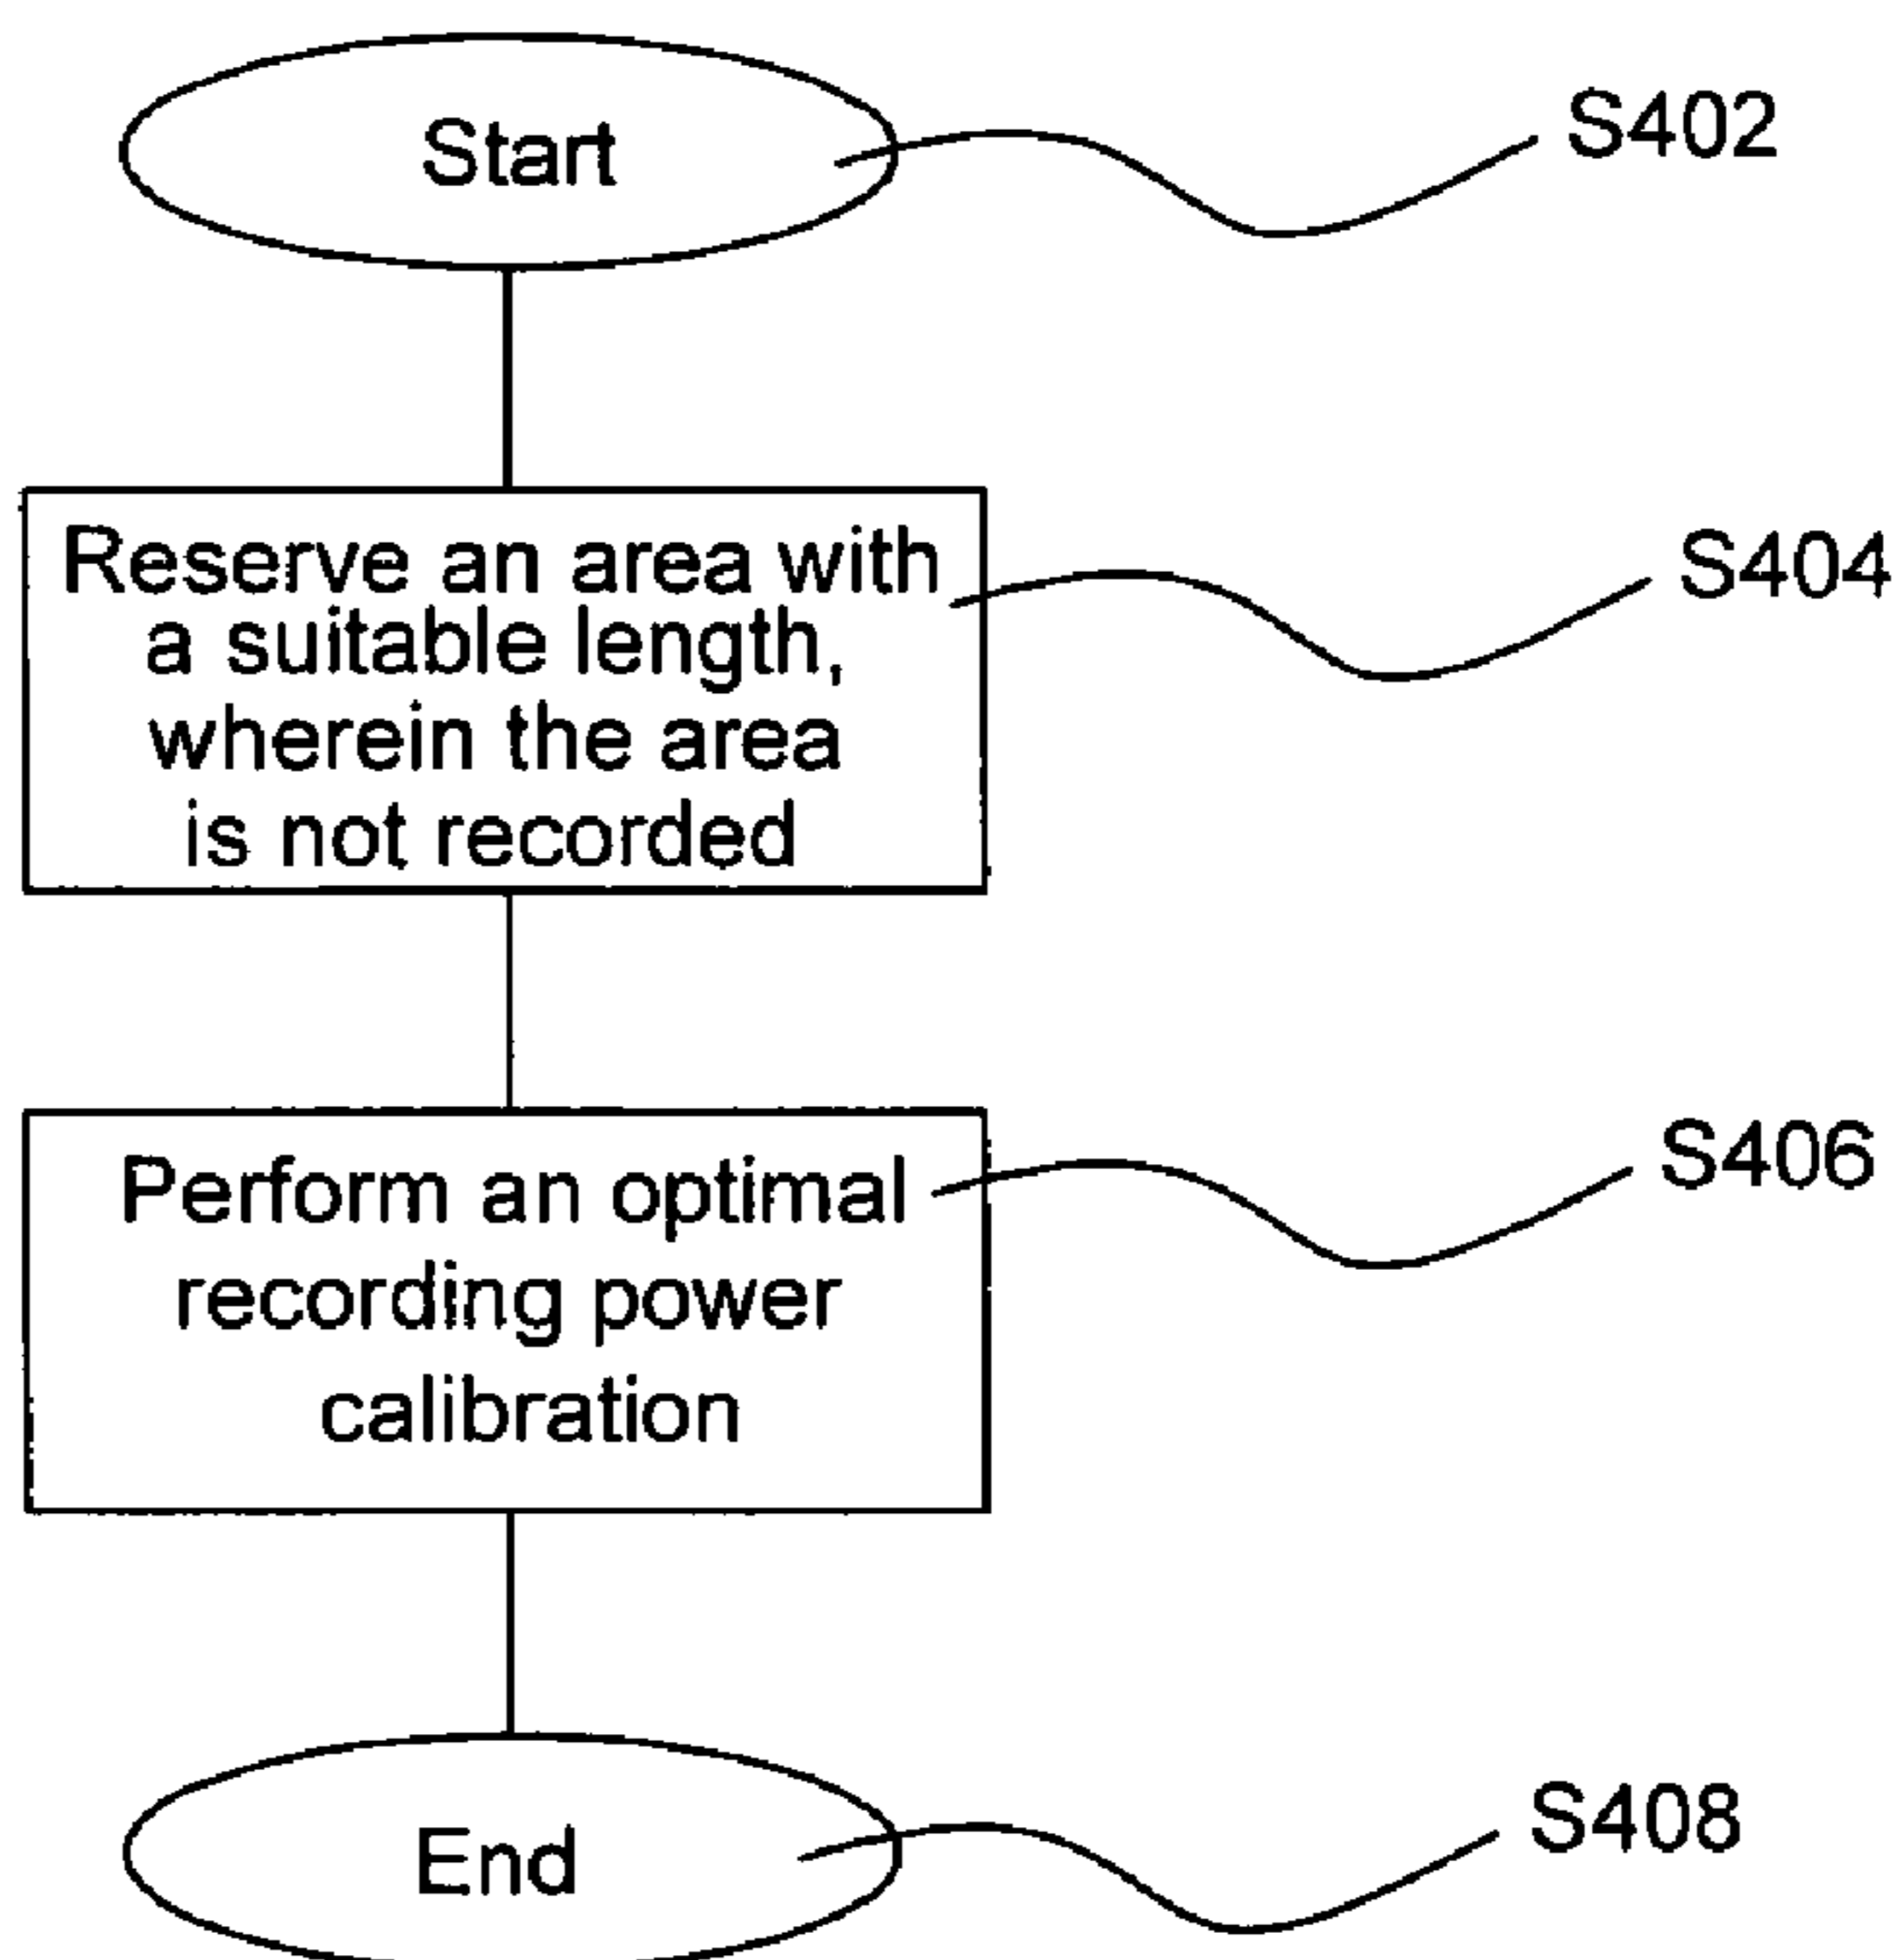 Start
S402
Reserve an area with
a suitable length,
wherein the area
is not recorded
S404
Perform an optimal
recording power
calibration
S406
End
S408